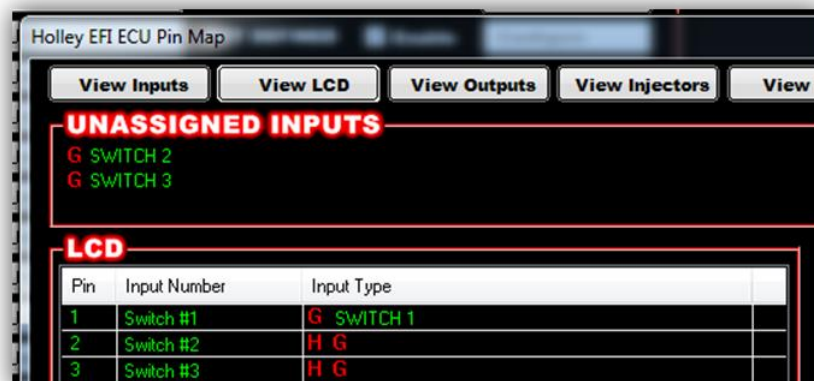 Holley EFI ECU Pin Map
View Inputs View LCD View Outputs View Injectors View
UNASSIGNED INPUTS
G SWITCH 2
G SWITCH 3
LCD
Pin Input Number Input Type
1 Switch #1 G SWITCH 1
2 Switch #2 H G
3 Switch #3 H G